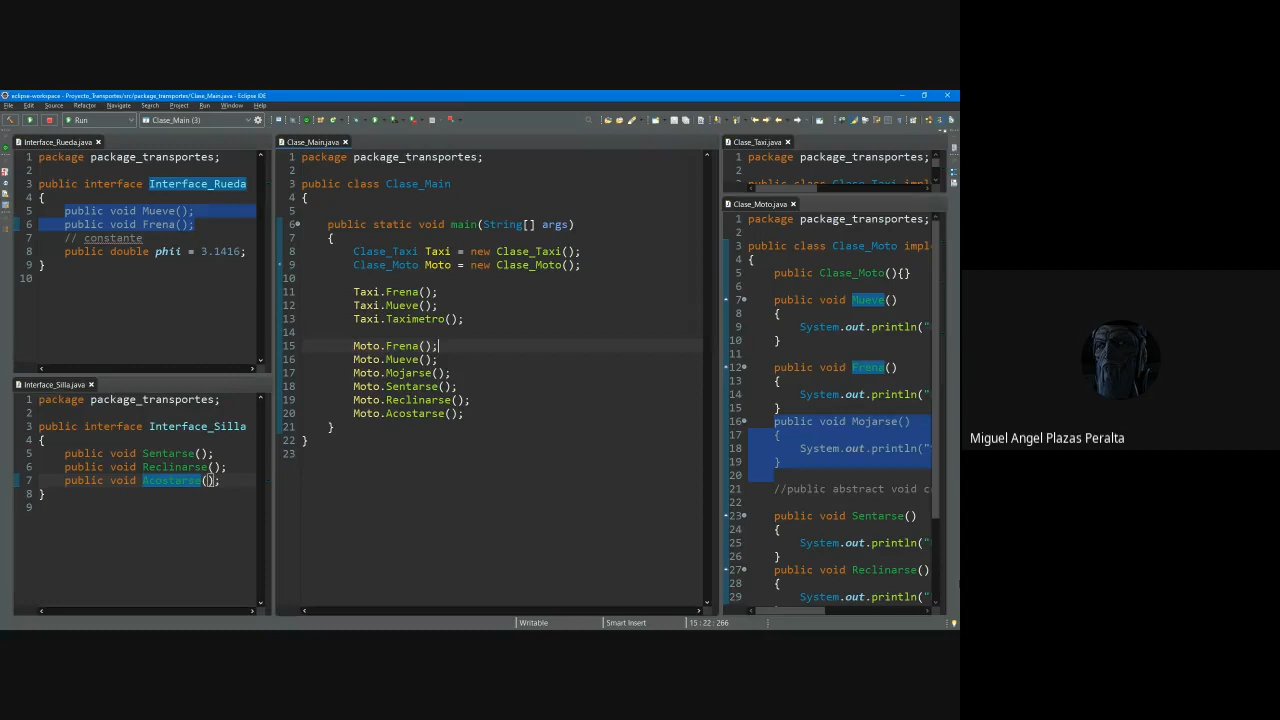 eclipse-workspace - Proyecto_Transportes/src/package_transportes/Clase_Main.java - Eclipse IDE
File Edit Source Refactor Navigate Search Project Run Window Help
Run
Clase_Main (3)
Interface_Rueda.java
1 package package_transportes;
2
3 public interface Interface_Rueda
4 {
5 public void Mueve();
6 public void Frena();
7 // constante
8 public double phii = 3.1416;
9 }
10
Interface_Silla.java
1 package package_transportes;
2
3 public interface Interface_Silla
4 {
5 public void Sentarse();
6 public void Reclinarse();
7 public void Acostarse();
8 }
9
Clase_Main.java
1 package package_transportes;
2
3 public class Clase_Main
4 {
5
6 public static void main(String[] args)
7 {
8 Clase_Taxi Taxi = new Clase_Taxi();
9 Clase_Moto Moto = new Clase_Moto();
10
11 Taxi.Frena();
12 Taxi.Mueve();
13 Taxi.Taximetro();
14
15 Moto.Frena();
16 Moto.Mueve();
17 Moto.Mojarse();
18 Moto.Sentarse();
19 Moto.Reclinarse();
20 Moto.Acostarse();
21 }
22 }
23
Clase_Taxi.java
1 package package_transportes;
2
3 public class Clase_Taxi impl
Clase_Moto.java
1 package package_transportes;
2
3 public class Clase_Moto impl
4 {
5 public Clase_Moto(){}
6
7 public void Mueve()
8 {
9 System.out.println("
10 }
11
12 public void Frena()
13 {
14 System.out.println("
15 }
16 public void Mojarse()
17 {
18 System.out.println("
19 }
20
21 //public abstract void c
22
23 public void Sentarse()
24 {
25 System.out.println("
26 }
27 public void Reclinarse()
28 {
29 System.out.println("
Writable
Smart Insert
15 : 22 : 266
Miguel Angel Plazas Peralta